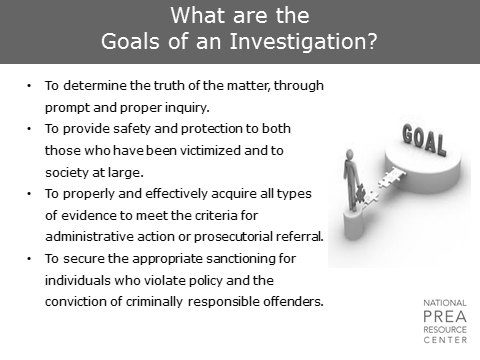 What are the
Goals of an Investigation?
• To determine the truth of the matter, through
prompt and proper inquiry.
• To provide safety and protection to both
those who have been victimized and to
society at large.
• To properly and effectively acquire all types
of evidence to meet the criteria for
administrative action or prosecutorial referral.
• To secure the appropriate sanctioning for
individuals who violate policy and the
conviction of criminally responsible offenders.
GOAL
NATIONAL
PREA
RESOURCE
CENTER